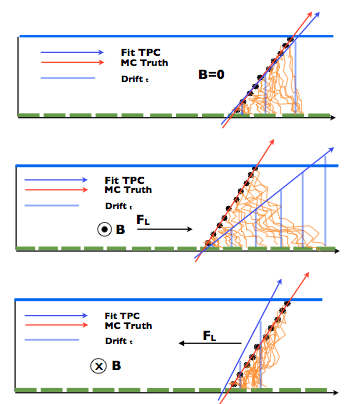 Fit TPC
MC Truth
B=0
Drift t
Fit TPC
MC Truth
Drift t
B
FL
Fit TPC
MC Truth
Drift t
FL
x
B